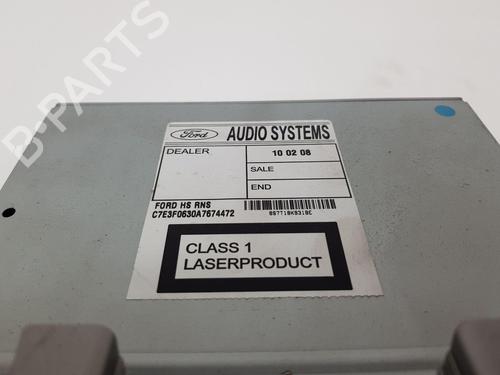 B-PARTS
Ford
AUDIO SYSTEMS
DEALER
10 02 08
SALE
END
FORD HS RNS
C7E3F0630A7674472
CLASS 1
LASERPRODUCT